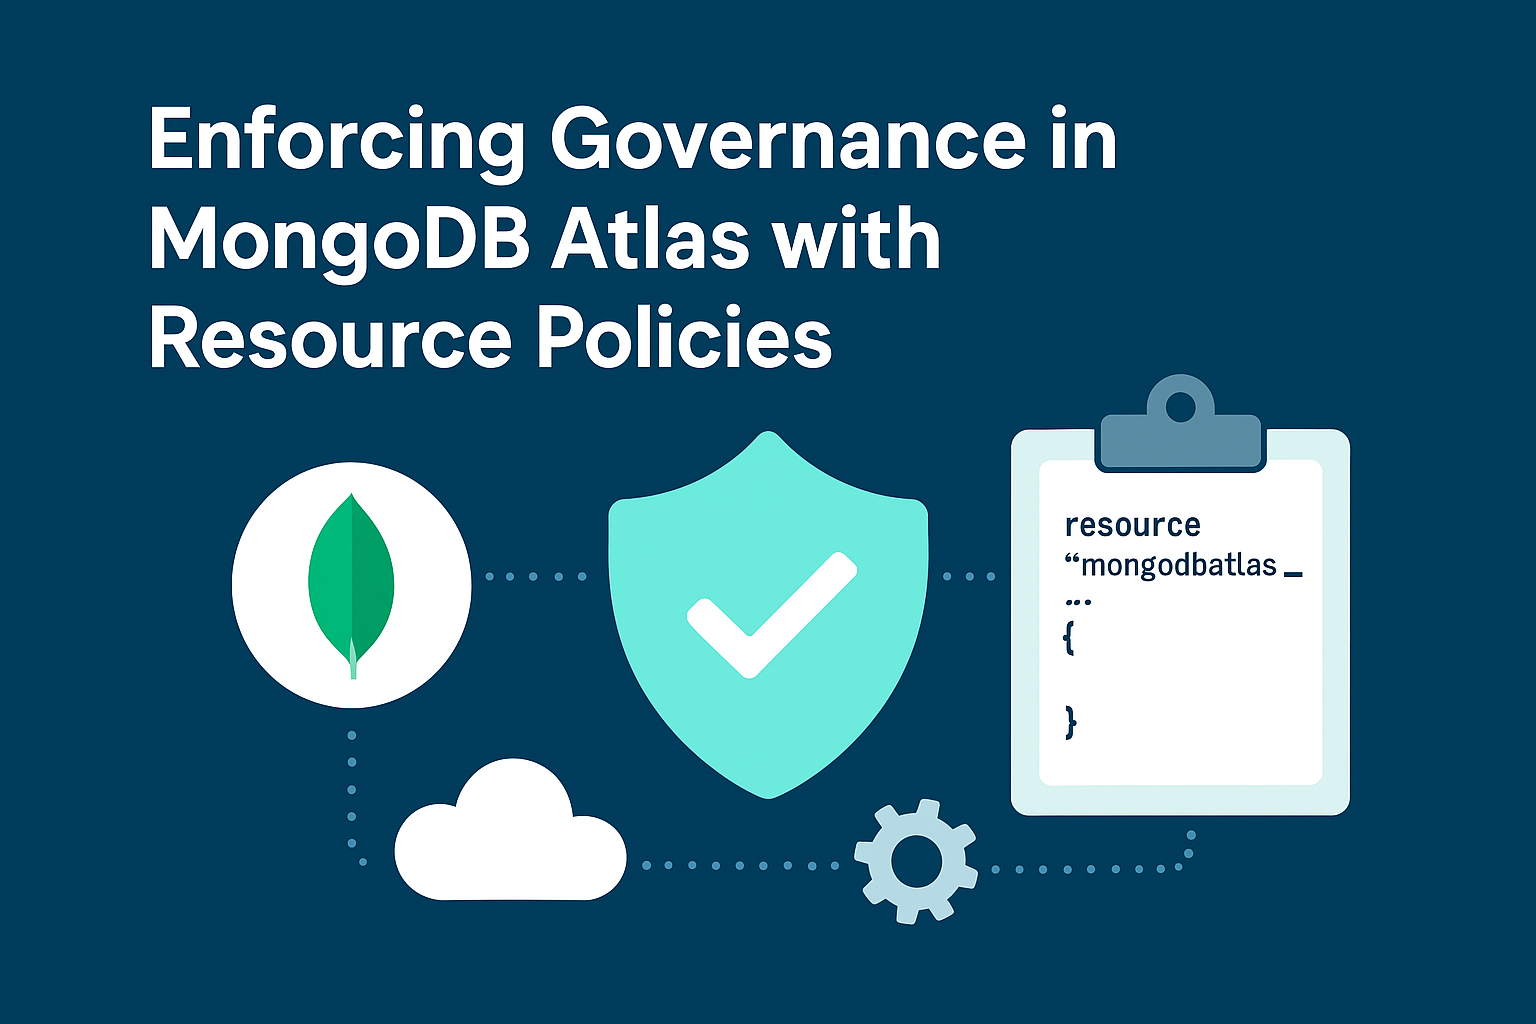 Enforcing Governance in
MongoDB Atlas with
Resource Policies
resource
“mongodbatlas_
...
{
}